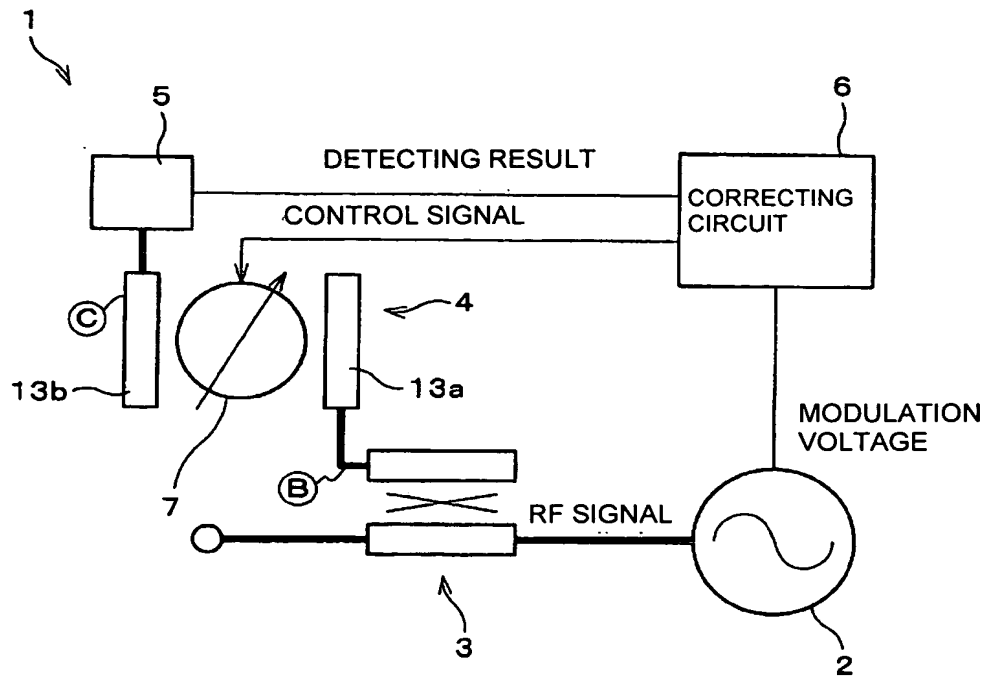 1
5
6
DETECTING RESULT
CORRECTING
CIRCUIT
CONTROL SIGNAL
4
C
13b
13a
MODULATION
VOLTAGE
B
7
RF SIGNAL
3
2